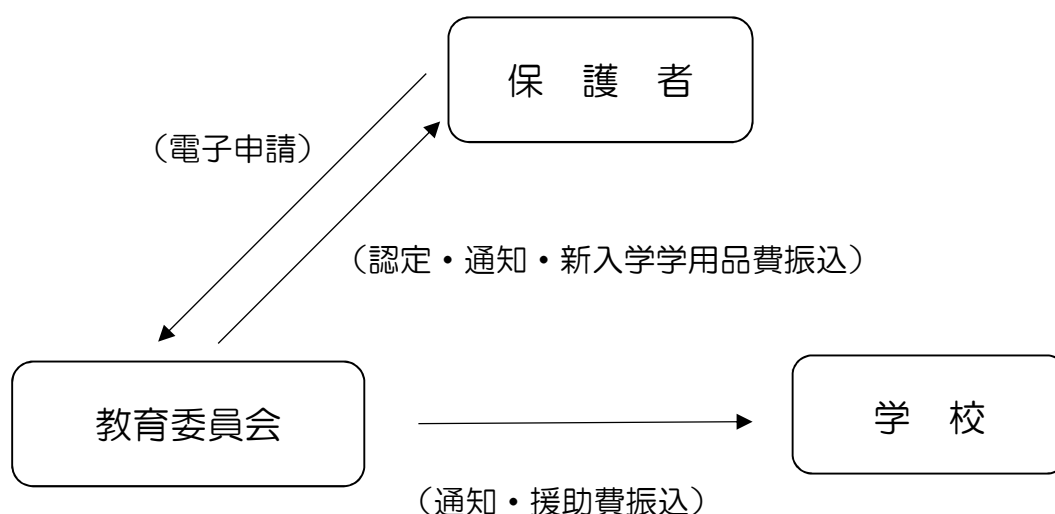 保　護　者
（電子申請）
（認定・通知・新入学学用品費振込）
教育委員会
学　校
（通知・援助費振込）